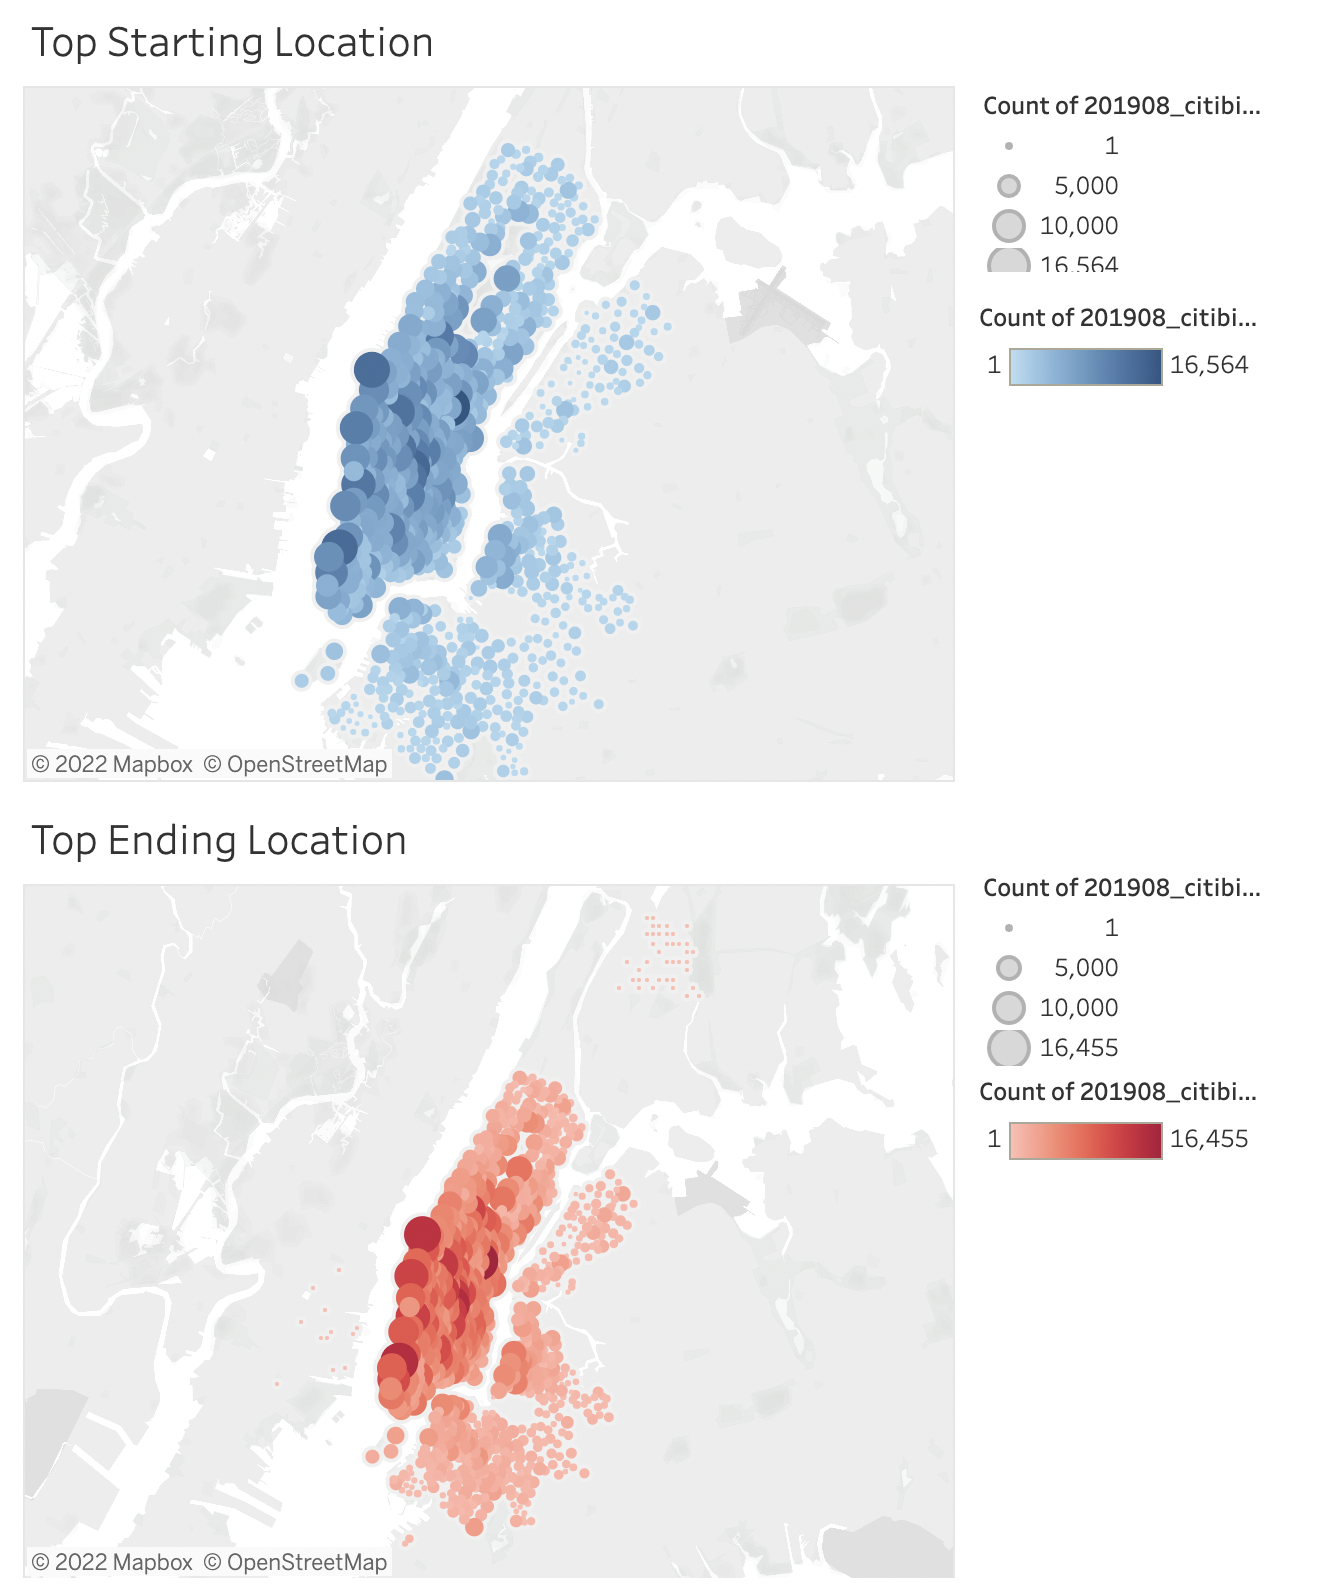 Top Starting Location
Count of 201908_citibi...
1
5,000
10,000
16,564
Count of 201908_citibi...
1 16,564
© 2022 Mapbox © OpenStreetMap
Top Ending Location
Count of 201908_citibi...
1
5,000
10,000
16,455
Count of 201908_citibi...
1 16,455
© 2022 Mapbox © OpenStreetMap